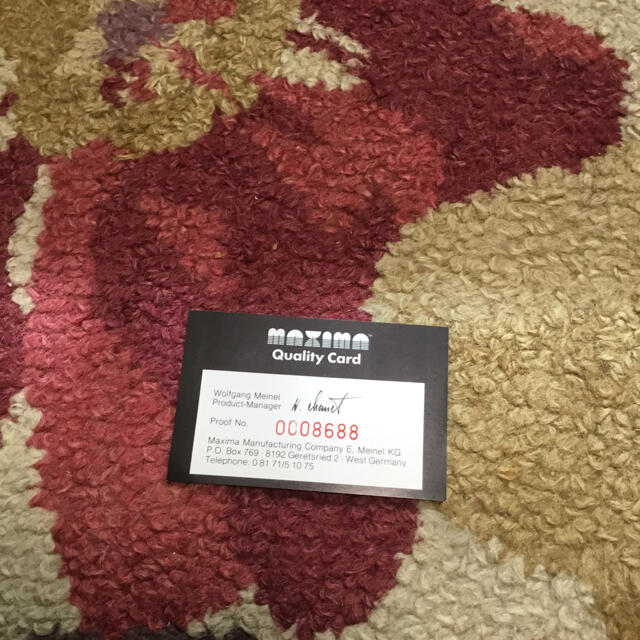 MAXIMA
Quality Card
Wolfgang Meinel
Product-Manager
Proof No. 0008688
Maxima Manufacturing Company E. Meinel KG
P.O. Box 769 · 8192 Geretsried 2 · West Germany
Telephone: 0 81 71/5 10 75